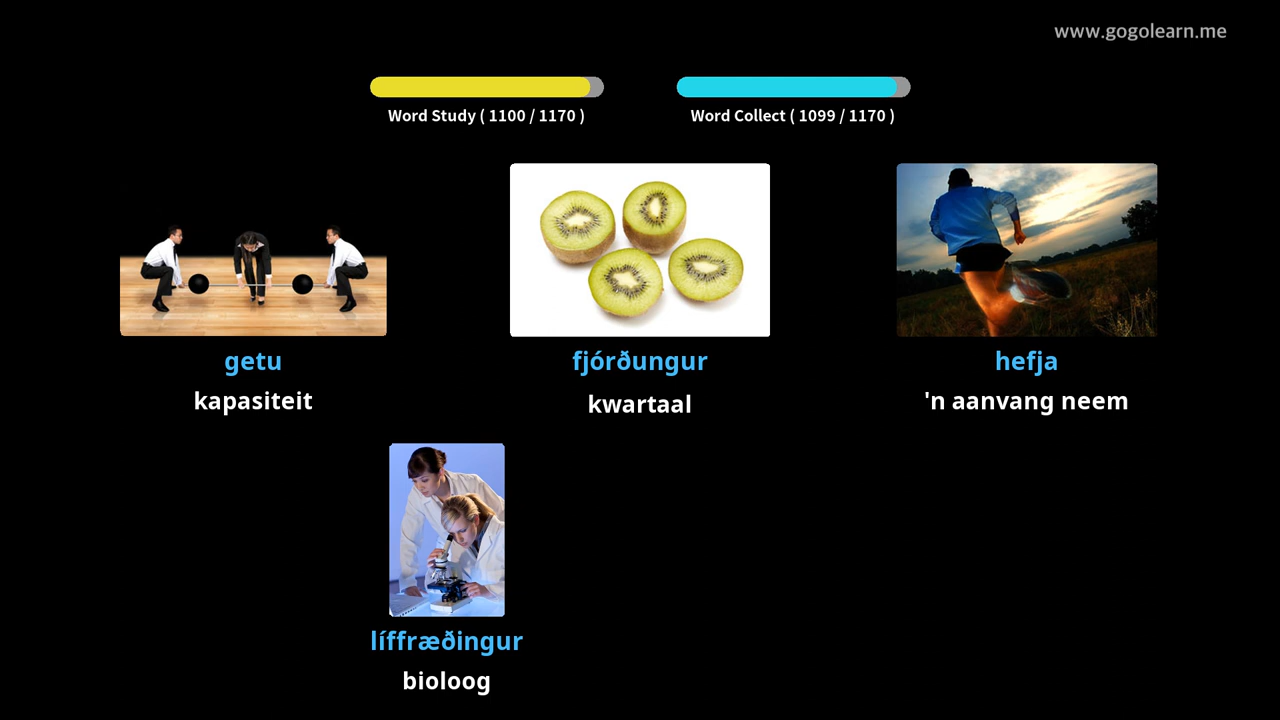 www.gogolearn.me
Word Study ( 1100 / 1170 )
Word Collect ( 1099 / 1170 )
getu
kapasiteit
fjórðungur
kwartaal
hefja
'n aanvang neem
líffræðingur
bioloog